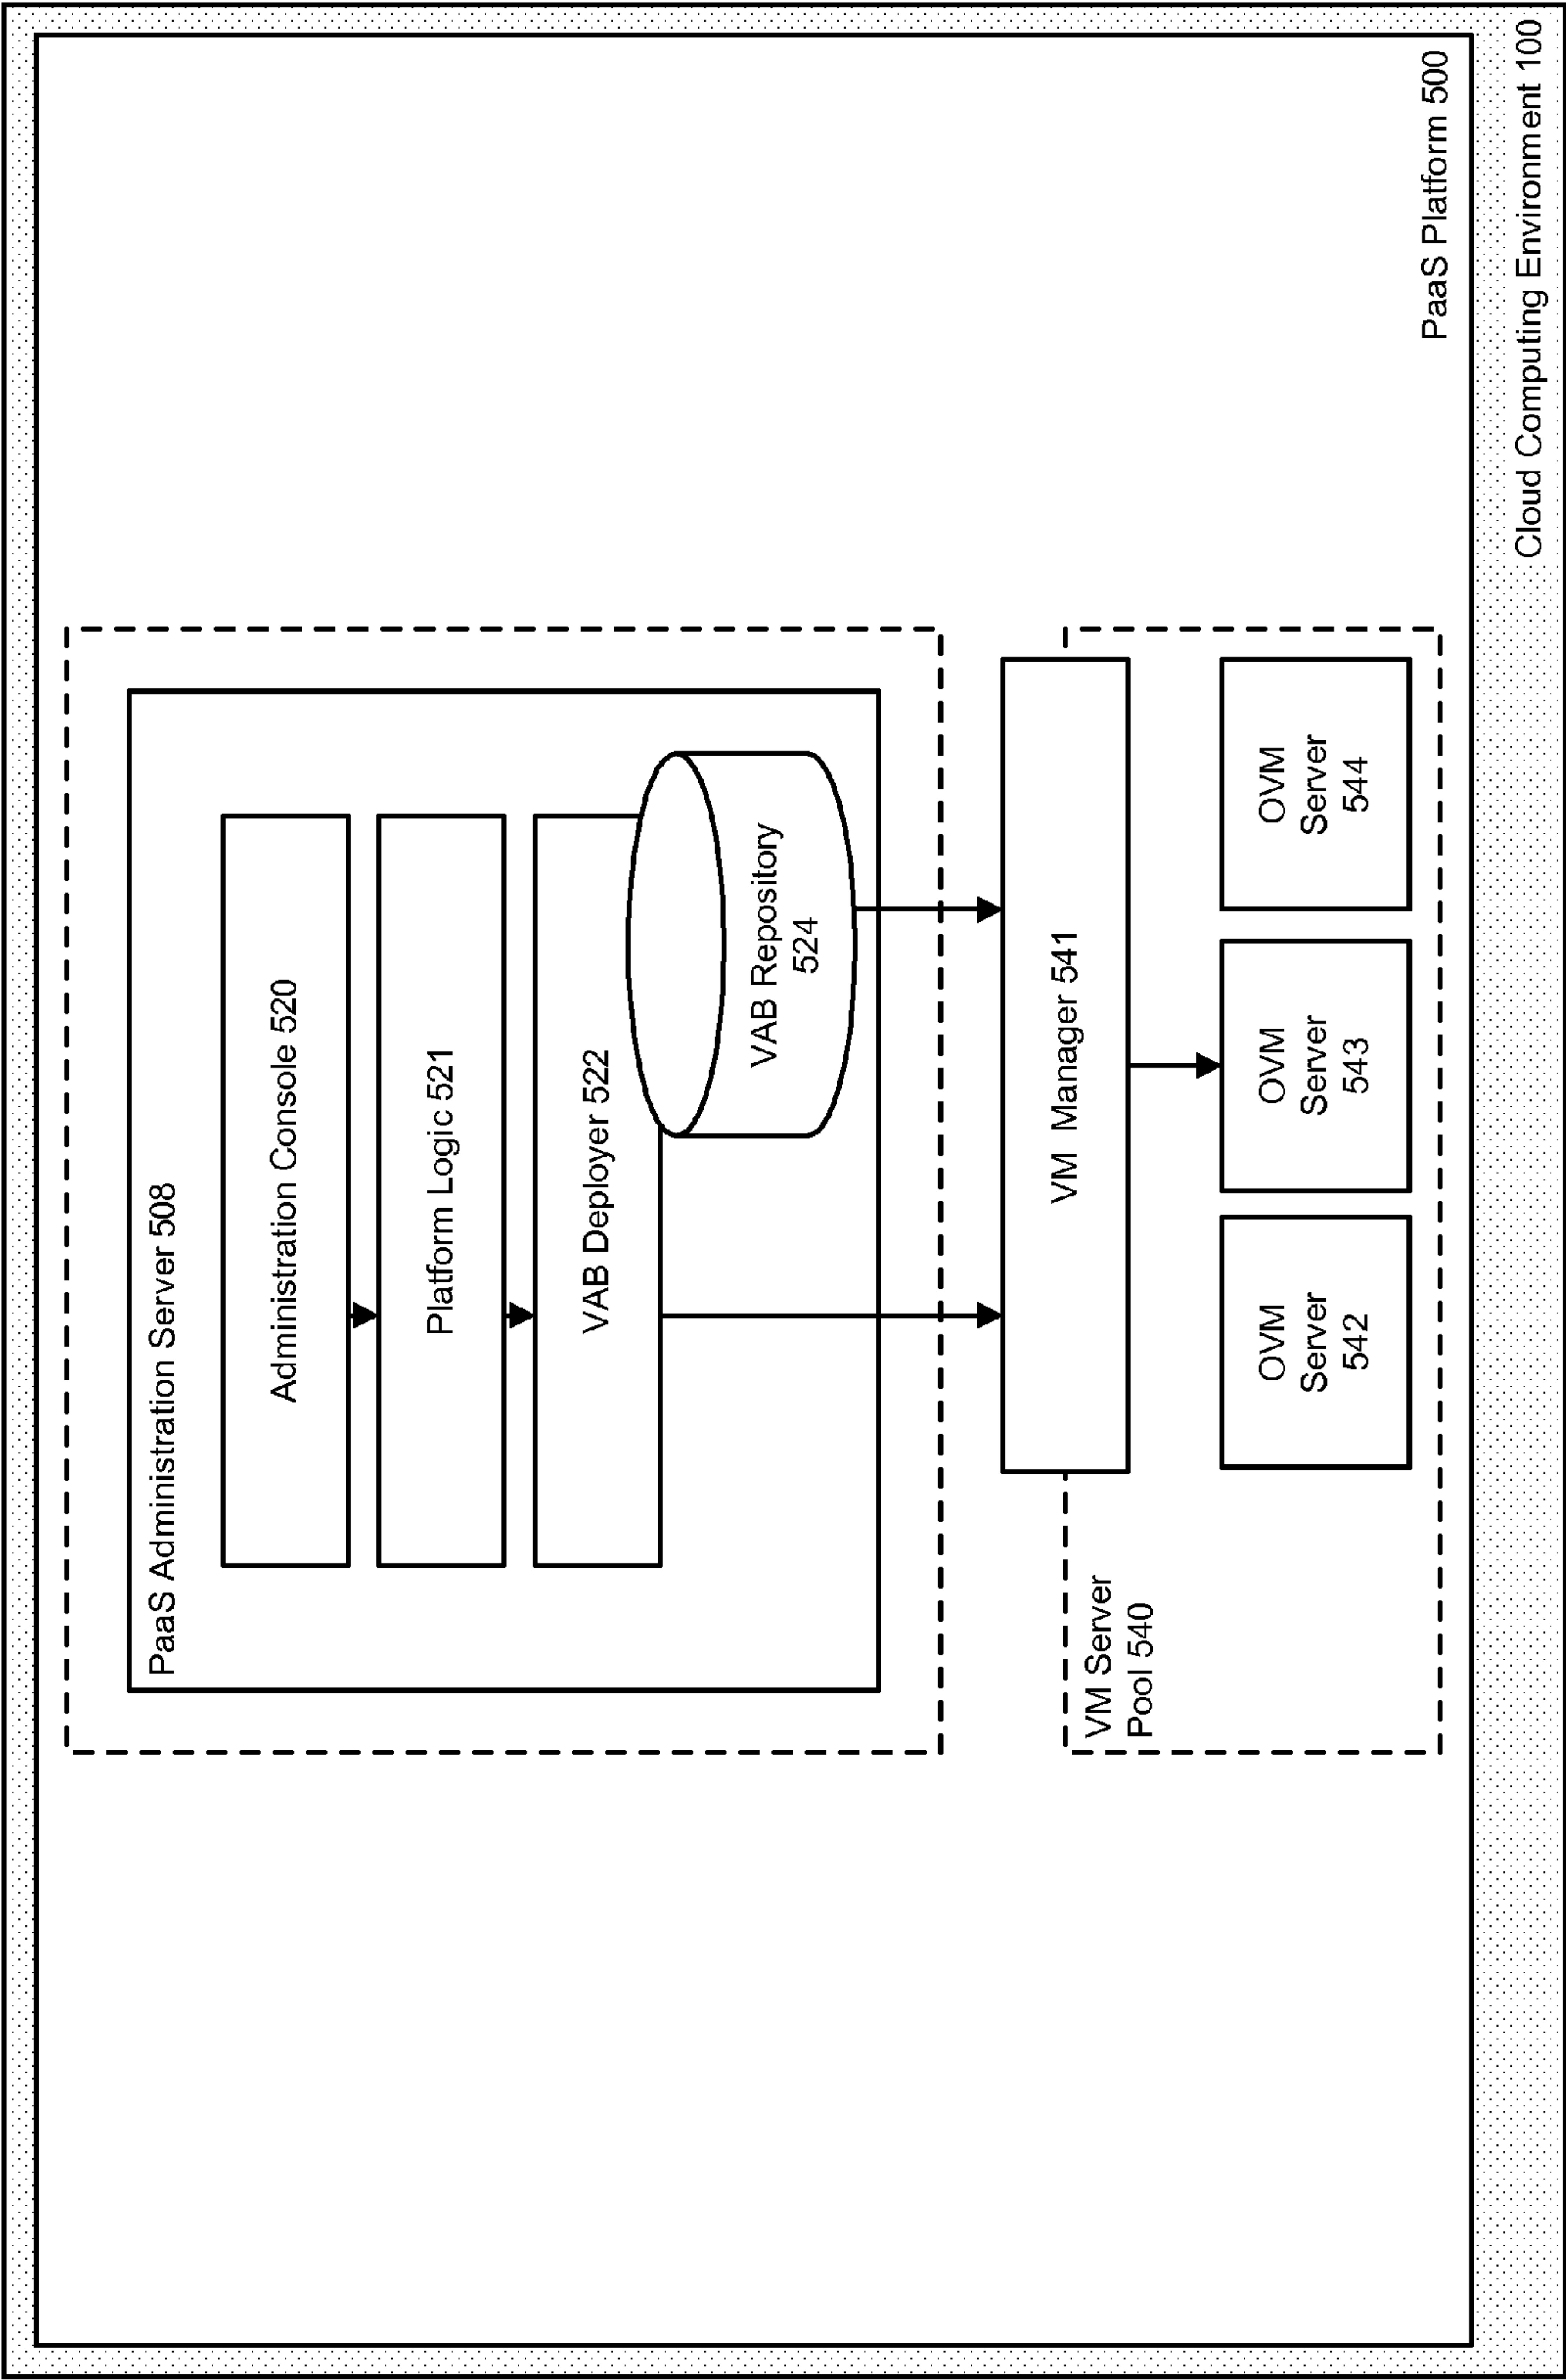 PaaS Administration Server 508
Administration Console 520
Platform Logic 521
VAB Deployer 522
VAB Repository
524
VM Manager 541
VM Server
Pool 540
OVM
Server
542
OVM
Server
543
OVM
Server
544
PaaS Platform 500
Cloud Computing Environment 100